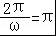 2π/ω = π